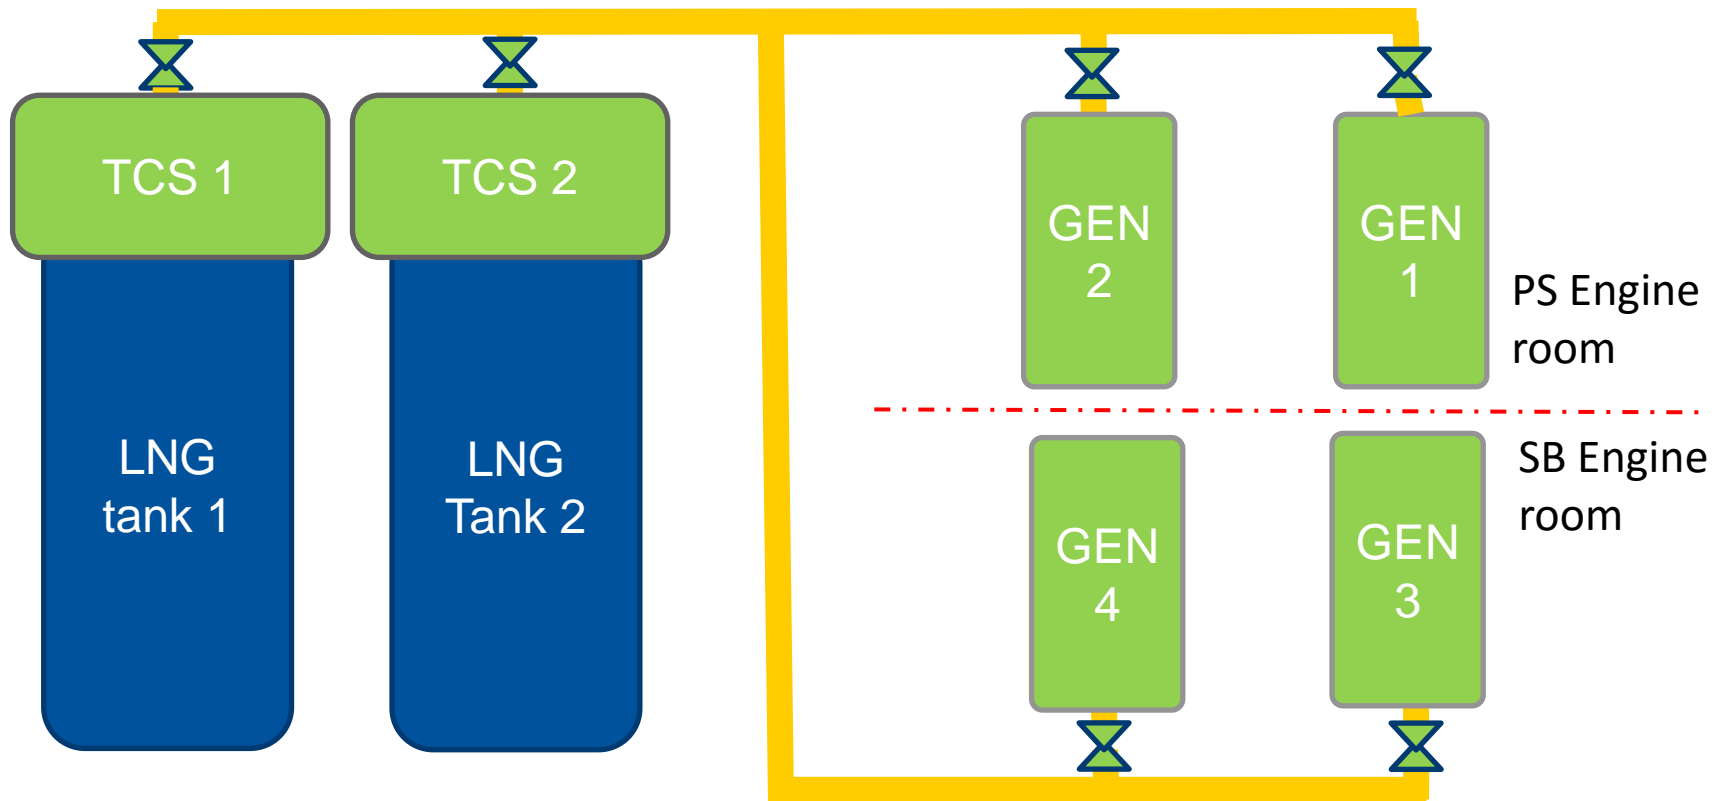 TCS 1
TCS 2
LNG
tank 1
LNG
Tank 2
GEN
2
GEN
1
PS Engine
room
GEN
4
GEN
3
SB Engine
room